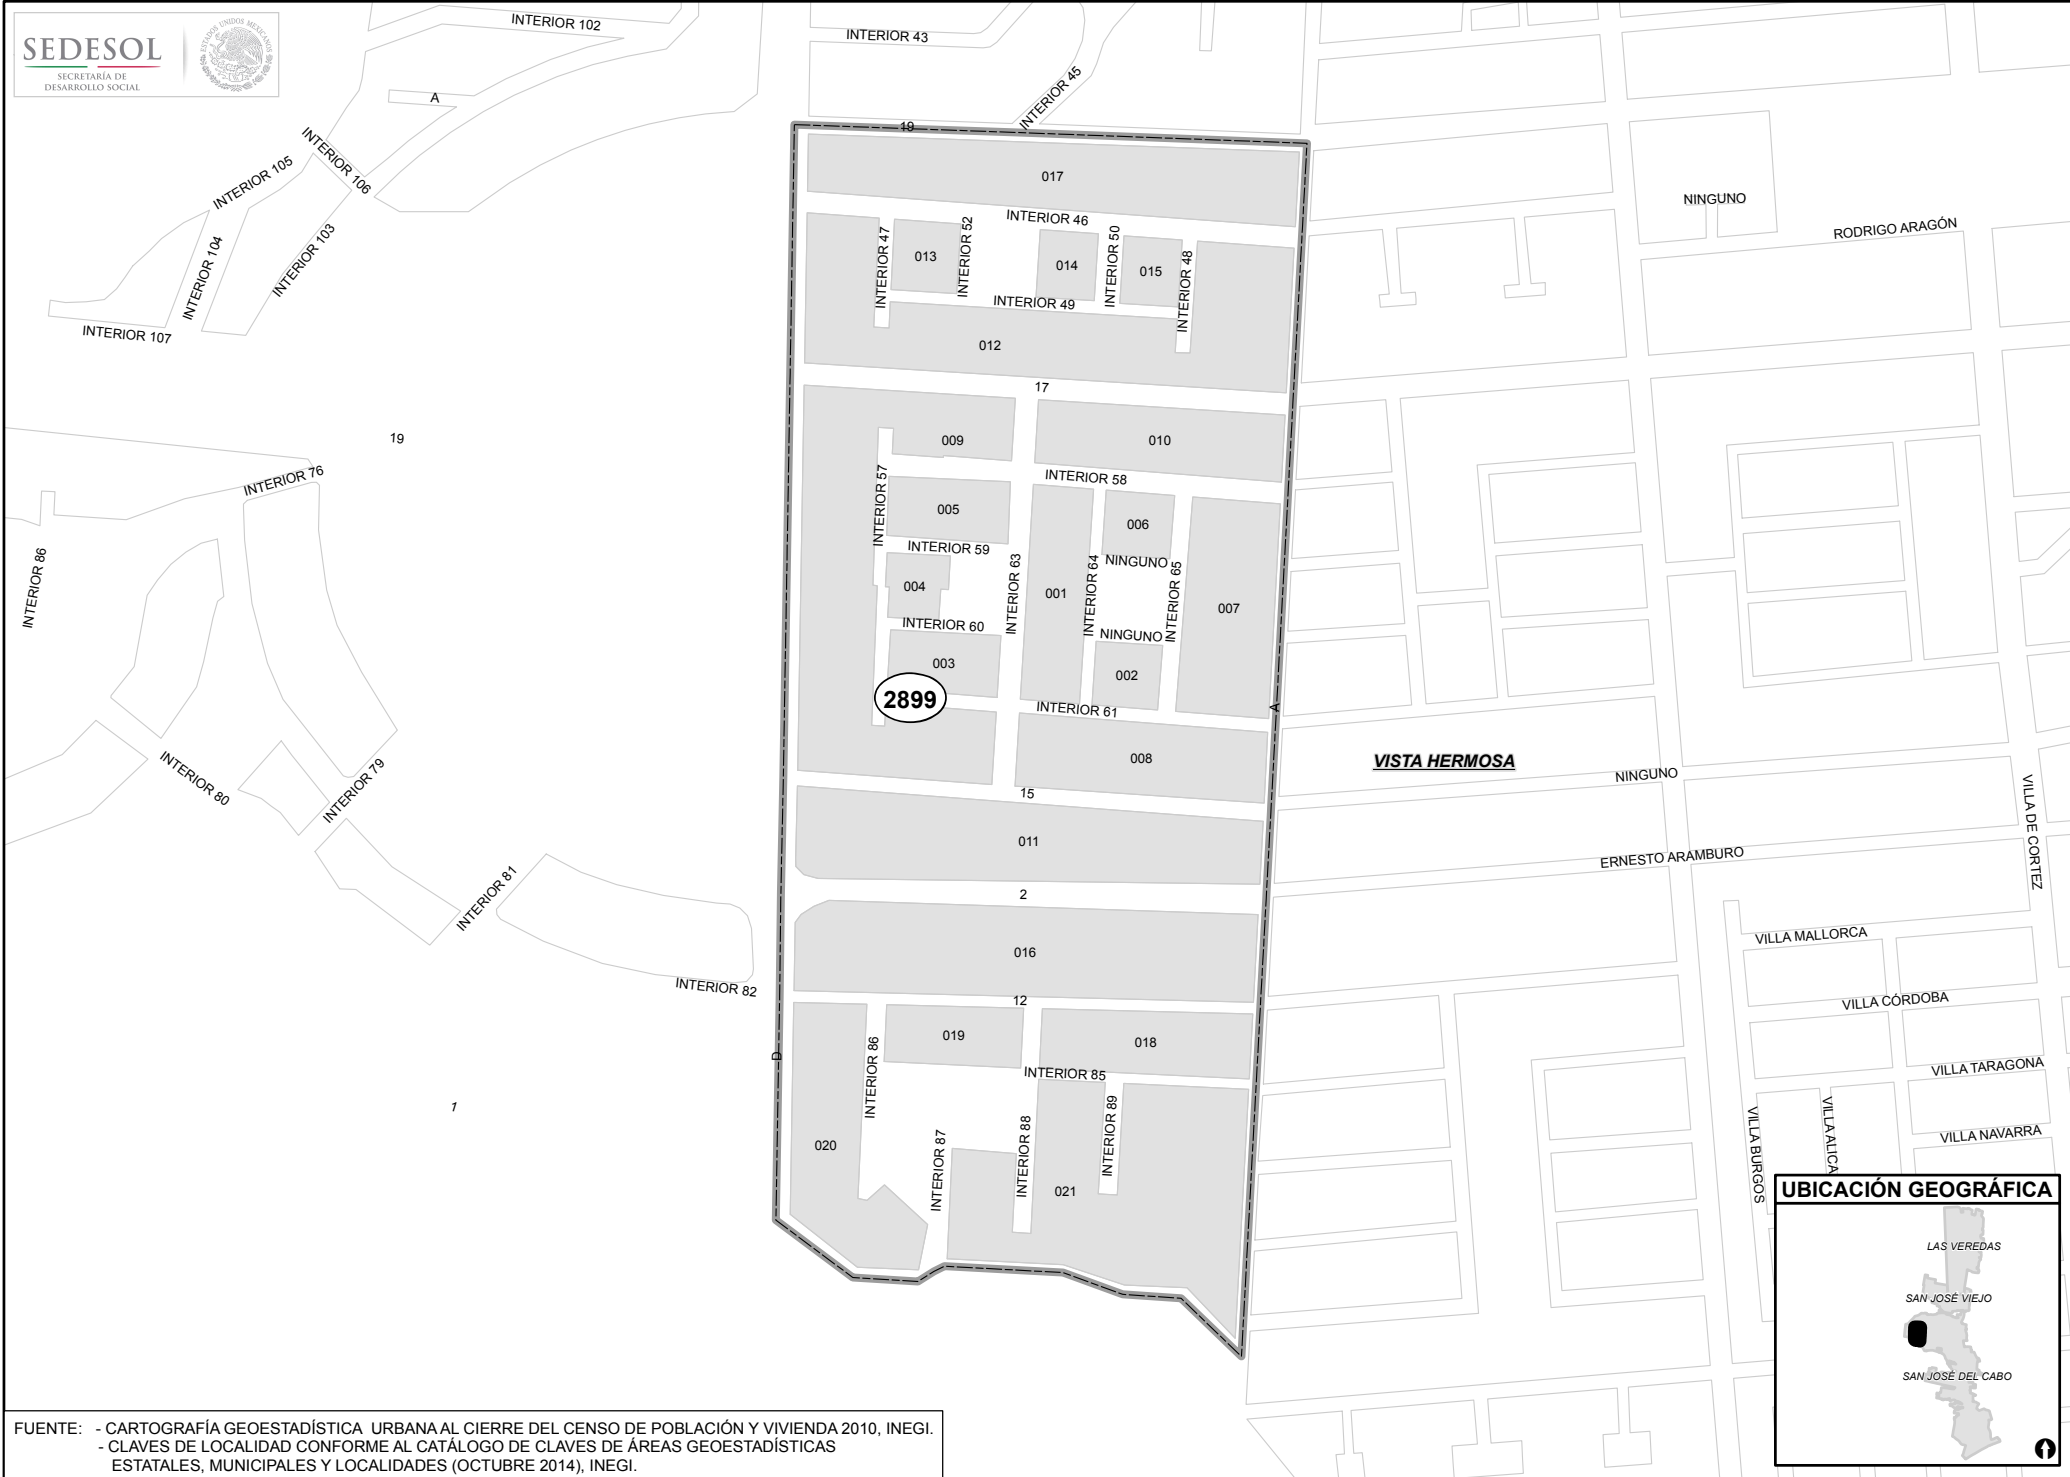 SEDESOL
SECRETARÍA DE
DESARROLLO SOCIAL
ESTADOS UNIDOS MEXICANOS
INTERIOR 102
INTERIOR 43
INTERIOR 45
A
INTERIOR 106
INTERIOR 105
INTERIOR 104
INTERIOR 103
INTERIOR 107
19
017
NINGUNO
RODRIGO ARAGÓN
INTERIOR 46
INTERIOR 47
013
INTERIOR 52
014
INTERIOR 50
015
INTERIOR 48
INTERIOR 49
012
17
19
009
010
INTERIOR 76
INTERIOR 57
INTERIOR 58
005
006
INTERIOR 59
NINGUNO
INTERIOR 86
004
INTERIOR 63
001
INTERIOR 64
INTERIOR 65
007
INTERIOR 60
NINGUNO
003
002
2899
INTERIOR 61
A
008
VISTA HERMOSA
NINGUNO
INTERIOR 80
INTERIOR 79
15
VILLA DE CORTEZ
011
ERNESTO ARAMBURO
INTERIOR 81
2
VILLA MALLORCA
016
INTERIOR 82
12
VILLA CÓRDOBA
019
018
D
INTERIOR 86
INTERIOR 85
VILLA TARAGONA
1
INTERIOR 89
VILLA BURGOS
VILLA ALICA
VILLA NAVARRA
020
INTERIOR 87
INTERIOR 88
021
UBICACIÓN GEOGRÁFICA
LAS VEREDAS
SAN JOSÉ VIEJO
SAN JOSÉ DEL CABO
FUENTE: - CARTOGRAFÍA GEOESTADÍSTICA URBANA AL CIERRE DEL CENSO DE POBLACIÓN Y VIVIENDA 2010, INEGI.
- CLAVES DE LOCALIDAD CONFORME AL CATÁLOGO DE CLAVES DE ÁREAS GEOESTADÍSTICAS
ESTATALES, MUNICIPALES Y LOCALIDADES (OCTUBRE 2014), INEGI.